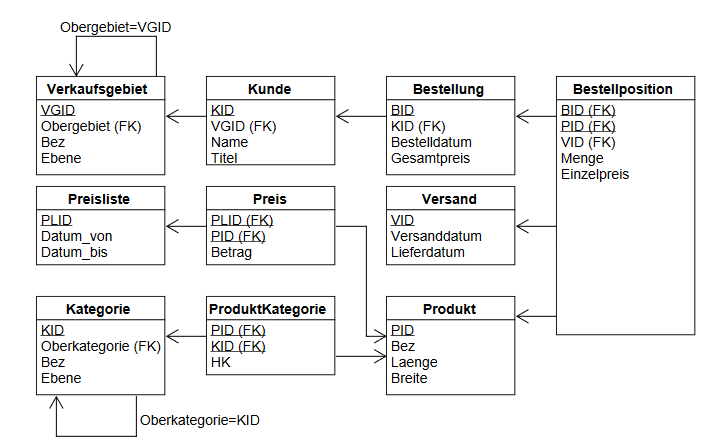 Obergebiet=VGID
Verkaufsgebiet
VGID
Obergebiet (FK)
Bez
Ebene
Kunde
KID
VGID (FK)
Name
Titel
Bestellung
BID
KID (FK)
Bestelldatum
Gesamtpreis
Bestellposition
BID (FK)
PID (FK)
VID (FK)
Menge
Einzelpreis
Preisliste
PLID
Datum_von
Datum_bis
Preis
PLID (FK)
PID (FK)
Betrag
Versand
VID
Versanddatum
Lieferdatum
Kategorie
KID
Oberkategorie (FK)
Bez
Ebene
ProduktKategorie
PID (FK)
KID (FK)
HK
Produkt
PID
Bez
Laenge
Breite
Oberkategorie=KID